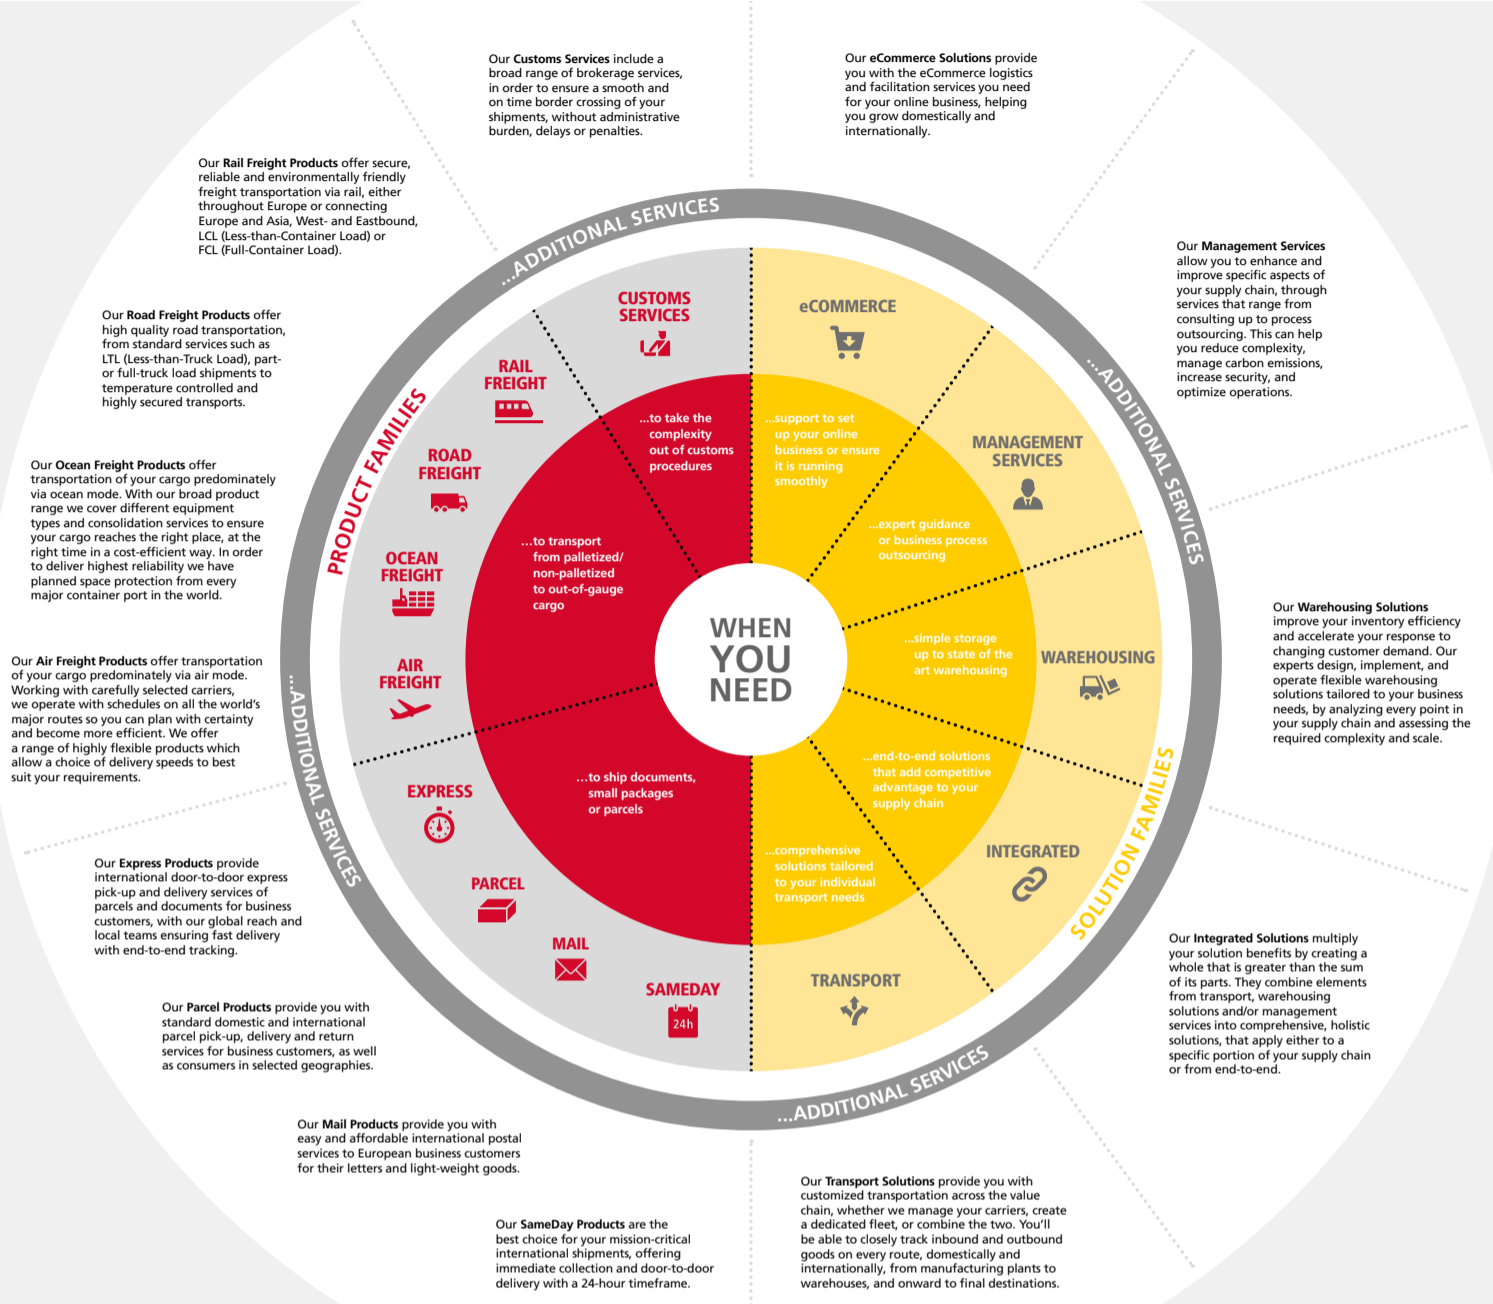 Our Customs Services include a
broad range of brokerage services,
in order to ensure a smooth and
on time border crossing of your
shipments, without administrative
burden, delays or penalties.
Our eCommerce Solutions provide
you with the eCommerce logistics
and facilitation services you need
for your online business, helping
you grow domestically and
internationally.
Our Rail Freight Products offer secure,
reliable and environmentally friendly
freight transportation via rail, either
throughout Europe or connecting
Europe and Asia, West- and Eastbound,
LCL (Less-than-Container Load) or
FCL (Full-Container Load).
Our Management Services
allow you to enhance and
improve specific aspects of
your supply chain, through
services that range from
consulting up to process
outsourcing. This can help
you reduce complexity,
manage carbon emissions,
increase security, and
optimize operations.
Our Road Freight Products offer
high quality road transportation,
from standard services such as
LTL (Less-than-Truck Load), part-
or full-truck load shipments to
temperature controlled and
highly secured transports.
Our Ocean Freight Products offer
transportation of your cargo predominately
via ocean mode. With our broad product
range we cover different equipment
types and consolidation services to ensure
your cargo reaches the right place, at the
right time in a cost-efficient way. In order
to deliver highest reliability we have
planned space protection from every
major container port in the world.
Our Warehousing Solutions
improve your inventory efficiency
and accelerate your response to
changing customer demand. Our
experts design, implement, and
operate flexible warehousing
solutions tailored to your business
needs, by analyzing every point in
your supply chain and assessing the
required complexity and scale.
Our Air Freight Products offer transportation
of your cargo predominately via air mode.
Working with carefully selected carriers,
we operate with schedules on all the world's
major routes so you can plan with certainty
and become more efficient. We offer
a range of highly flexible products which
allow a choice of delivery speeds to best
suit your requirements.
Our Express Products provide
international door-to-door express
pick-up and delivery services of
parcels and documents for business
customers, with our global reach and
local teams ensuring fast delivery
with end-to-end tracking.
Our Integrated Solutions multiply
your solution benefits by creating a
whole that is greater than the sum
of its parts. They combine elements
from transport, warehousing
solutions and/or management
services into comprehensive, holistic
solutions, that apply either to a
specific portion of your supply chain
or from end-to-end.
Our Parcel Products provide you with
standard domestic and international
parcel pick-up, delivery and return
services for business customers, as well
as consumers in selected geographies.
Our Mail Products provide you with
easy and affordable international postal
services to European business customers
for their letters and light-weight goods.
Our SameDay Products are the
best choice for your mission-critical
international shipments, offering
immediate collection and door-to-door
delivery with a 24-hour timeframe.
Our Transport Solutions provide you with
customized transportation across the value
chain, whether we manage your carriers, create
a dedicated fleet, or combine the two. You'll
be able to closely track inbound and outbound
goods on every route, domestically and
internationally, from manufacturing plants to
warehouses, and onward to final destinations.
...ADDITIONAL SERVICES
...ADDITIONAL SERVICES
...ADDITIONAL SERVICES
...ADDITIONAL SERVICES
PRODUCT FAMILIES
SOLUTION FAMILIES
CUSTOMS
SERVICES
eCOMMERCE
RAIL
FREIGHT
ROAD
FREIGHT
MANAGEMENT
SERVICES
OCEAN
FREIGHT
AIR
FREIGHT
WAREHOUSING
EXPRESS
INTEGRATED
PARCEL
MAIL
SAMEDAY
24h
TRANSPORT
...to take the
complexity
out of customs
procedures
...support to set
up your online
business or ensure
it is running
smoothly
...expert guidance
or business process
outsourcing
...to transport
from palletized/
non-palletized
to out-of-gauge
cargo
...simple storage
up to state of the
art warehousing
...end-to-end solutions
that add competitive
advantage to your
supply chain
...to ship documents,
small packages
or parcels
...comprehensive
solutions tailored
to your individual
transport needs
WHEN
YOU
NEED